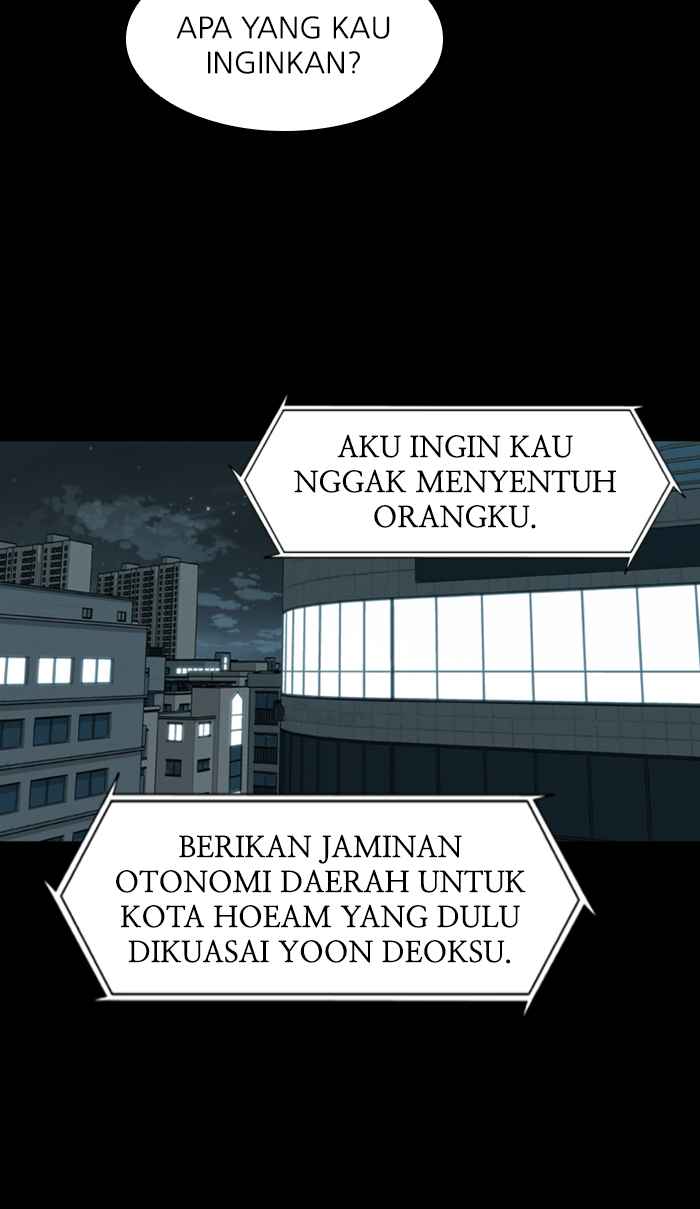 APA YANG KAU
INGINKAN?
AKU INGIN KAU
NGGAK MENYENTUH
ORANGKU.
BERIKAN JAMINAN
OTONOMI DAERAH UNTUK
KOTA HOEAM YANG DULU
DIKUASAI YOON DEOKSU.